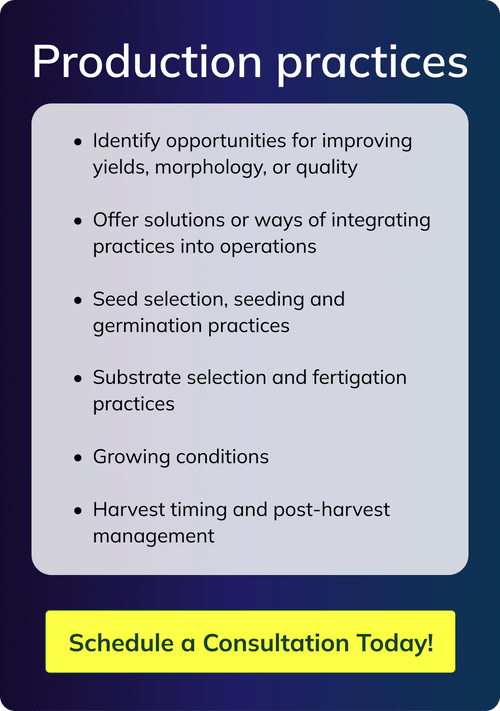 Production practices
• Identify opportunities for improving
yields, morphology, or quality
• Offer solutions or ways of integrating
practices into operations
• Seed selection, seeding and
germination practices
• Substrate selection and fertigation
practices
• Growing conditions
• Harvest timing and post-harvest
management
Schedule a Consultation Today!